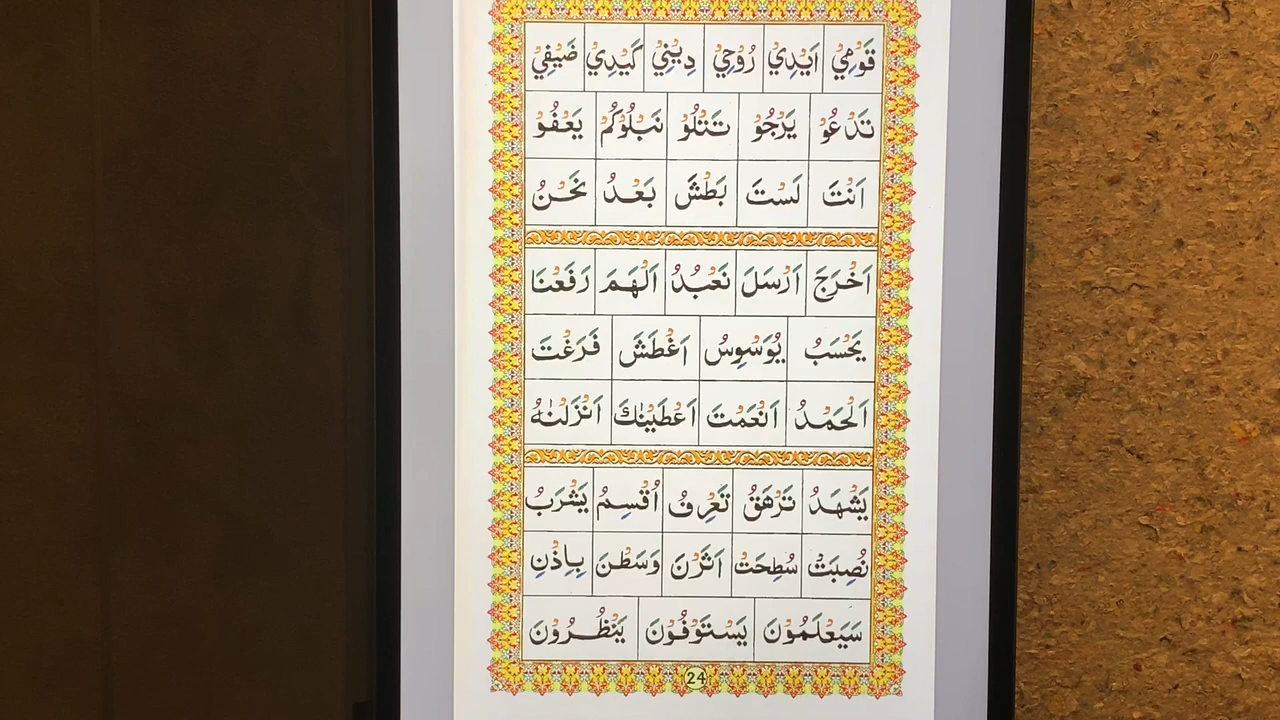 قَوْمِيْ اَيْدِيْ رُوْحِيْ دِيْنِيْ كَيْدِيْ ضَيْفِيْ
تَدْعُوْ يَرْجُوْ تَتْلُوْ نَبْلُوَكُمْ يَعْفُوْ
اَنْتَ لَسْتَ بَطْشَ بَعْدُ نَحْنُ
اَخْرَجَ اَرْسَلَ نَعْبُدُ اَلْهَمَ رَفَعْنَا
يَحْسَبُ يُوَسْوِسُ اَغْطَشَ فَرَغْتَ
اَلْحَمْدُ اَنْعَمْتَ اَعْطَيْنٰكَ اَنْزَلْنٰهُ
يَشْهَدُ تَرْهَقُ تَعْرِفُ اُقْسِمُ يَشْرَبُ
نُصِبَتْ سُطِحَتْ اَثَرْنَ وَسَطْنَ بِاِذْنِ
سَيَعْلَمُوْنَ يَسْتَوْفُوْنَ يَنْظُرُوْنَ
24